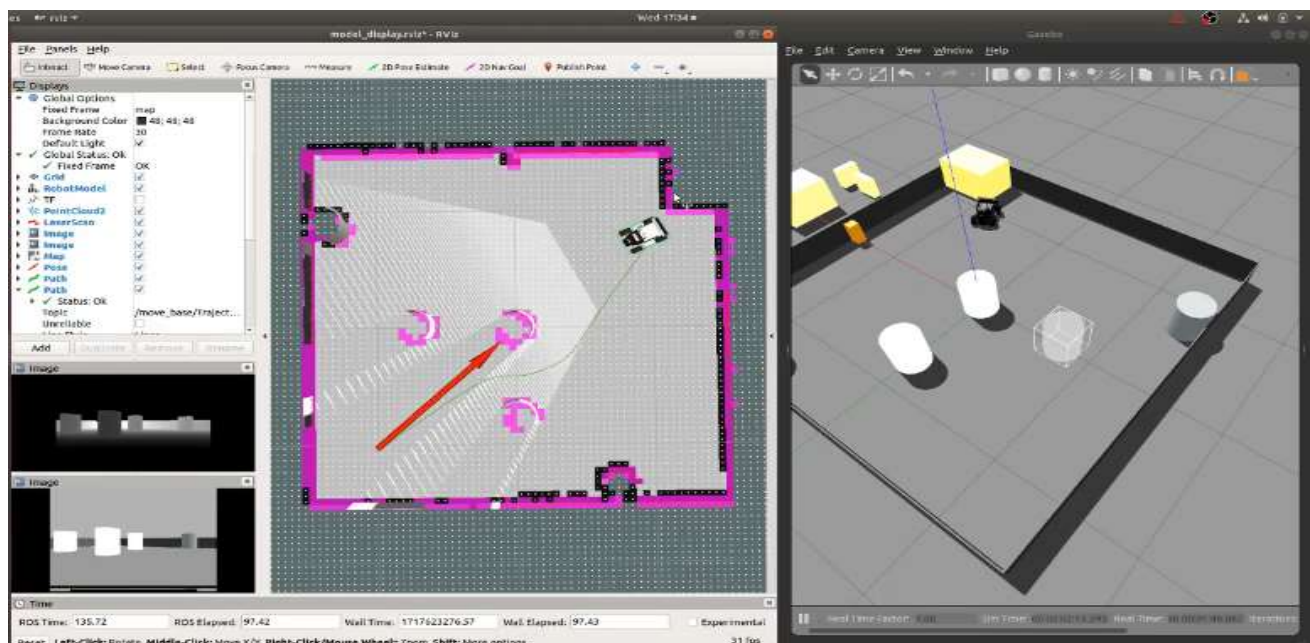 es rviz Wed 17:34
model_display.rviz* - RViz
File Panels Help
Interact Move Camera Select Focus Camera Measure 2D Pose Estimate 2D Nav Goal Publish Point
Displays
Global Options
Fixed Frame map
Background Color 48; 48; 48
Frame Rate 30
Default Light
Global Status: Ok
Fixed Frame OK
Grid
RobotModel
TF
PointCloud2
LaserScan
Image
Image
Map
Pose
Path
Path
Status: Ok
Topic /move_base/Traject...
Unreliable
Add Duplicate Remove Rename
Image
Image
Time
ROS Time: 135.72 ROS Elapsed: 97.42 Wall Time: 1717623276.57 Wall Elapsed: 97.43 Experimental
Reset Left-Click: Rotate. Middle-Click: Move X/Y. Right-Click/Mouse Wheel: Zoom. Shift: More options. 31 fps
Gazebo
File Edit Camera View Window Help
Real Time Factor: Sim Time: Real Time: Iterations